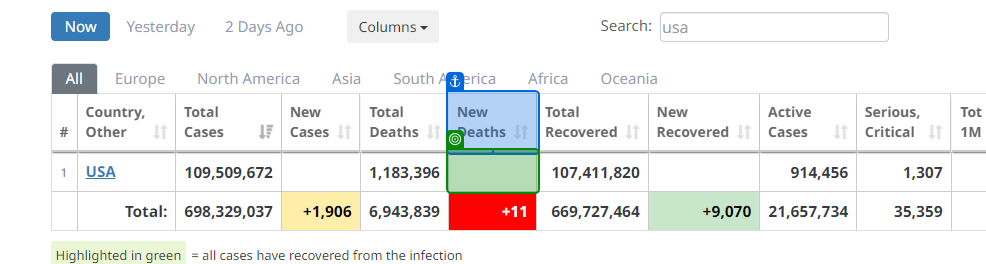 Now Yesterday 2 Days Ago Columns Search: usa
All Europe North America Asia South America Africa Oceania
# Country, Other Total Cases New Cases Total Deaths New Deaths Total Recovered New Recovered Active Cases Serious, Critical Tot 1M
1 USA 109,509,672 1,183,396 107,411,820 914,456 1,307
Total: 698,329,037 +1,906 6,943,839 +11 669,727,464 +9,070 21,657,734 35,359
Highlighted in green = all cases have recovered from the infection